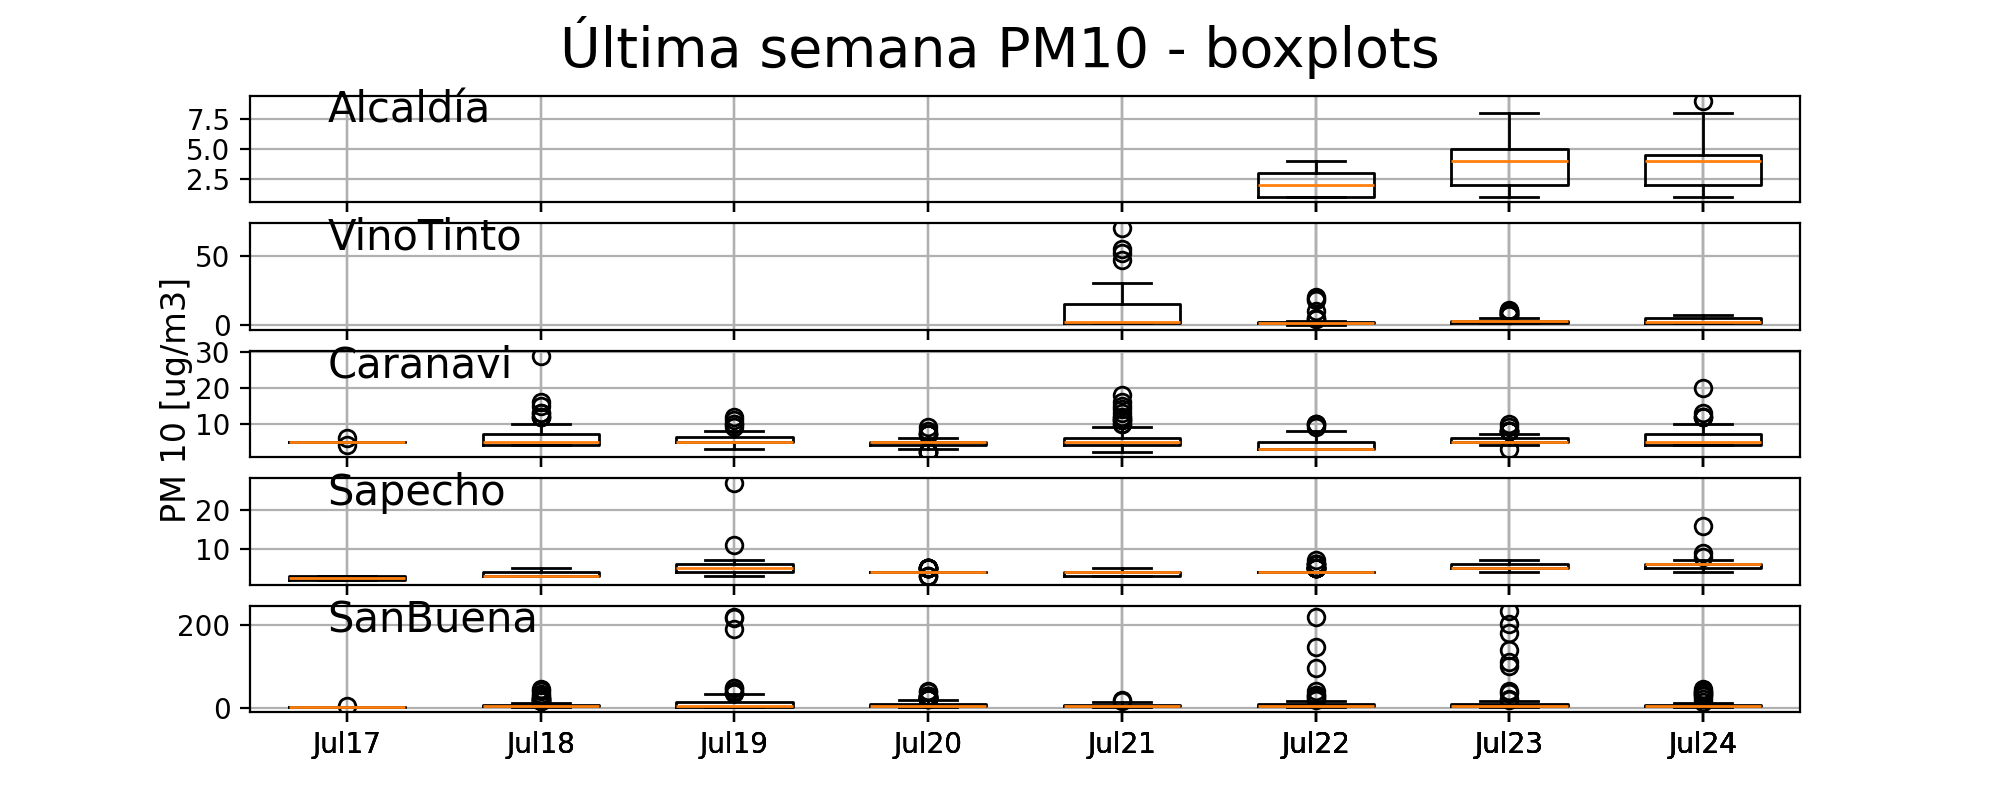 Última semana PM10 - boxplots
Alcaldía
7.5
5.0
2.5
VinoTinto
50
0
PM 10 [ug/m3]
Caranavi
30
20
10
Sapecho
20
10
SanBuena
200
0
Jul17 Jul18 Jul19 Jul20 Jul21 Jul22 Jul23 Jul24